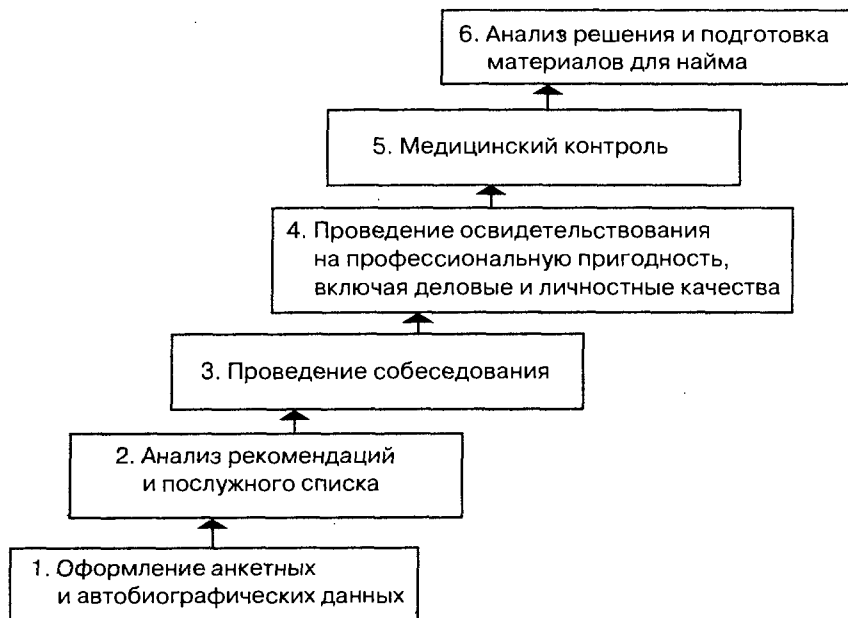 6. Анализ решения и подготовка
материалов для найма
5. Медицинский контроль
4. Проведение освидетельствования
на профессиональную пригодность,
включая деловые и личностные качества
3. Проведение собеседования
2. Анализ рекомендаций
и послужного списка
1. Оформление анкетных
и автобиографических данных